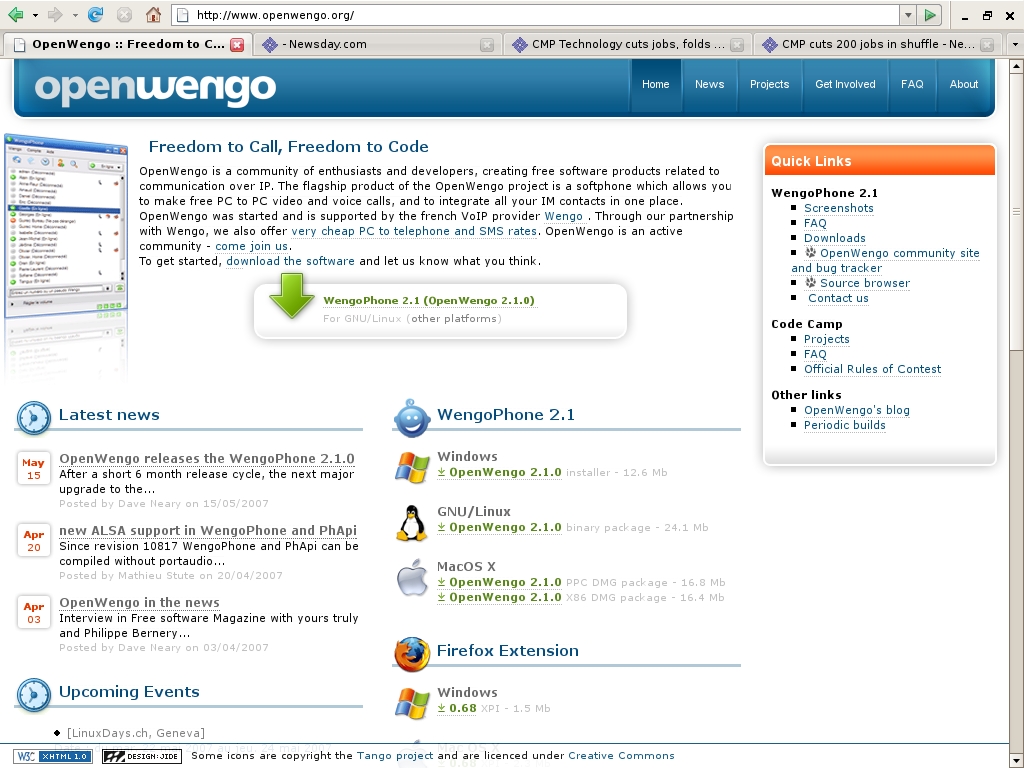 http://www.openwengo.org/
OpenWengo :: Freedom to C...
- Newsday.com
CMP Technology cuts jobs, folds ...
CMP cuts 200 jobs in shuffle - Ne...
openwengo
Home News Projects Get Involved FAQ About
Freedom to Call, Freedom to Code
OpenWengo is a community of enthusiasts and developers, creating free software products related to
communication over IP. The flagship product of the OpenWengo project is a softphone which allows you
to make free PC to PC video and voice calls, and to integrate all your IM contacts in one place.
OpenWengo was started and is supported by the french VoIP provider Wengo . Through our partnership
with Wengo, we also offer very cheap PC to telephone and SMS rates. OpenWengo is an active
community - come join us.
To get started, download the software and let us know what you think.
WengoPhone 2.1 (OpenWengo 2.1.0)
For GNU/Linux (other platforms)
Quick Links
WengoPhone 2.1
Screenshots
FAQ
Downloads
OpenWengo community site
and bug tracker
Source browser
Contact us
Code Camp
Projects
FAQ
Official Rules of Contest
Other links
OpenWengo's blog
Periodic builds
Latest news
May
15
OpenWengo releases the WengoPhone 2.1.0
After a short 6 month release cycle, the next major
upgrade to the...
Posted by Dave Neary on 15/05/2007
Apr
20
new ALSA support in WengoPhone and PhApi
Since revision 10817 WengoPhone and PhApi can be
compiled without portaudio...
Posted by Mathieu Stute on 20/04/2007
Apr
03
OpenWengo in the news
Interview in Free software Magazine with yours truly
and Philippe Bernery...
Posted by Dave Neary on 03/04/2007
Upcoming Events
[LinuxDays.ch, Geneva]
WengoPhone 2.1
Windows
OpenWengo 2.1.0 installer - 12.6 Mb
GNU/Linux
OpenWengo 2.1.0 binary package - 24.1 Mb
MacOS X
OpenWengo 2.1.0 PPC DMG package - 16.8 Mb
OpenWengo 2.1.0 X86 DMG package - 16.4 Mb
Firefox Extension
Windows
0.68 XPI - 1.5 Mb
Mac OS X
W3C XHTML 1.0
DESIGN:JIDE
Some icons are copyright the Tango project and are licenced under Creative Commons